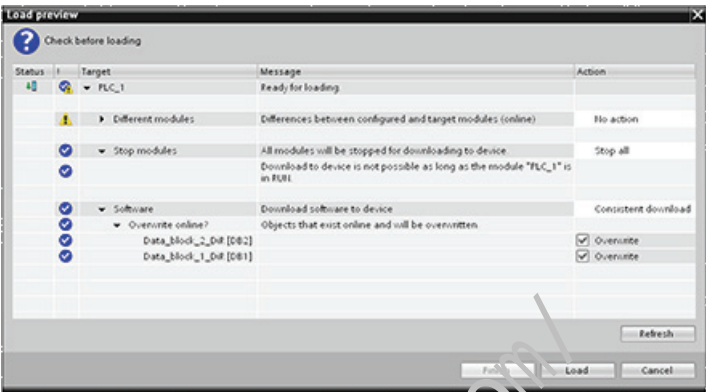 Load preview
Check before loading
Status ! Target Message Action
PLC_1 Ready for loading.
Different modules Differences between configured and target modules (online) No action
Stop modules All modules will be stopped for downloading to device. Stop all
Download to device is not possible as long as the module "PLC_1" is
in RUN.
Software Download software to device Consistent download
Overwrite online? Objects that exist online and will be overwritten.
Data_block_2_Dif [DB2] Overwrite
Data_block_1_Dif [DB1] Overwrite
Refresh
Load Cancel